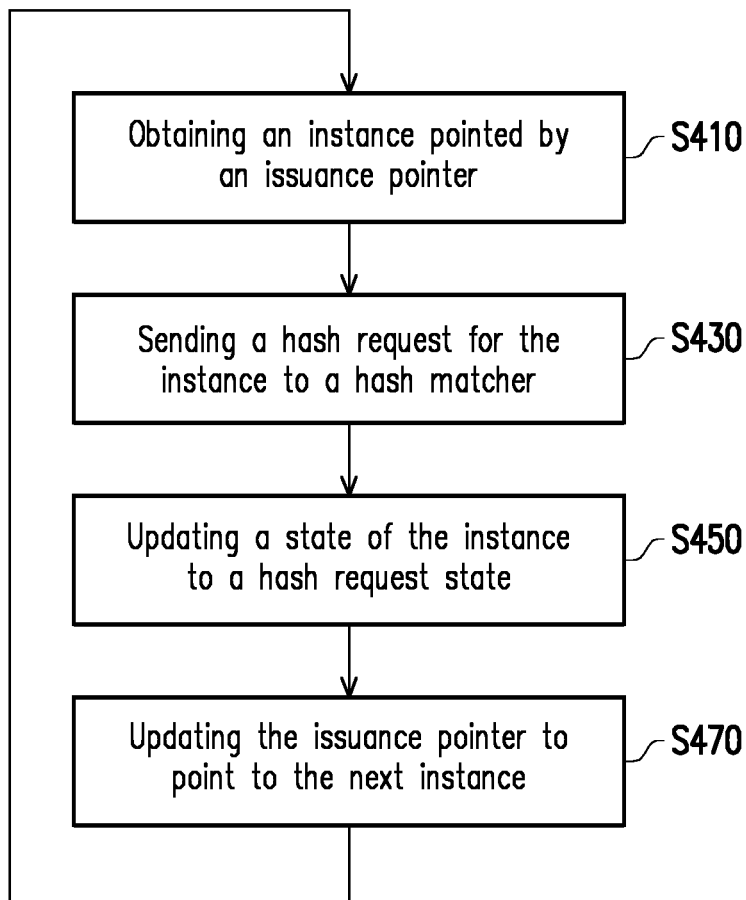 Obtaining an instance pointed by
an issuance pointer
S410
Sending a hash request for the
instance to a hash matcher
S430
Updating a state of the instance
to a hash request state
S450
Updating the issuance pointer to
point to the next instance
S470